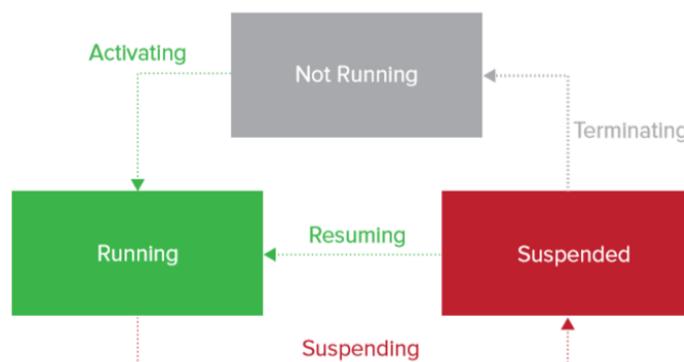 Activating
Not Running
Terminating
Running
Resuming
Suspended
Suspending